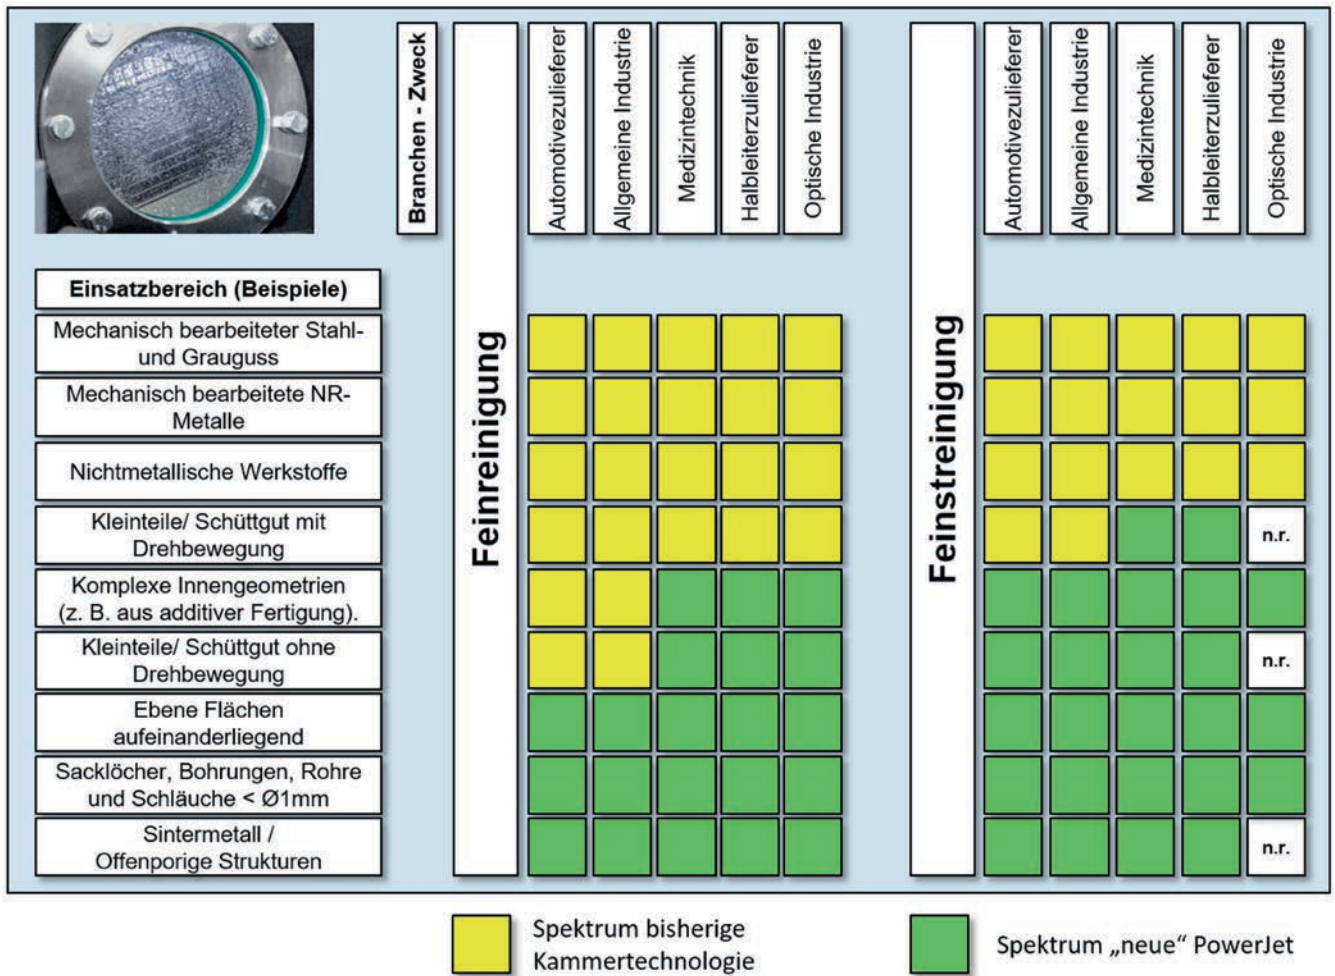 Branchen - Zweck
Feinreinigung
Automotivezulieferer
Allgemeine Industrie
Medizintechnik
Halbleiterzulieferer
Optische Industrie
Feinstreinigung
Automotivezulieferer
Allgemeine Industrie
Medizintechnik
Halbleiterzulieferer
Optische Industrie
Einsatzbereich (Beispiele)
Mechanisch bearbeiteter Stahl-
und Grauguss
Mechanisch bearbeitete NR-
Metalle
Nichtmetallische Werkstoffe
Kleinteile/ Schüttgut mit
Drehbewegung
n.r.
Komplexe Innengeometrien
(z. B. aus additiver Fertigung).
Kleinteile/ Schüttgut ohne
Drehbewegung
n.r.
Ebene Flächen
aufeinanderliegend
Sacklöcher, Bohrungen, Rohre
und Schläuche < Ø1mm
Sintermetall /
Offenporige Strukturen
n.r.
Spektrum bisherige
Kammertechnologie
Spektrum „neue“ PowerJet